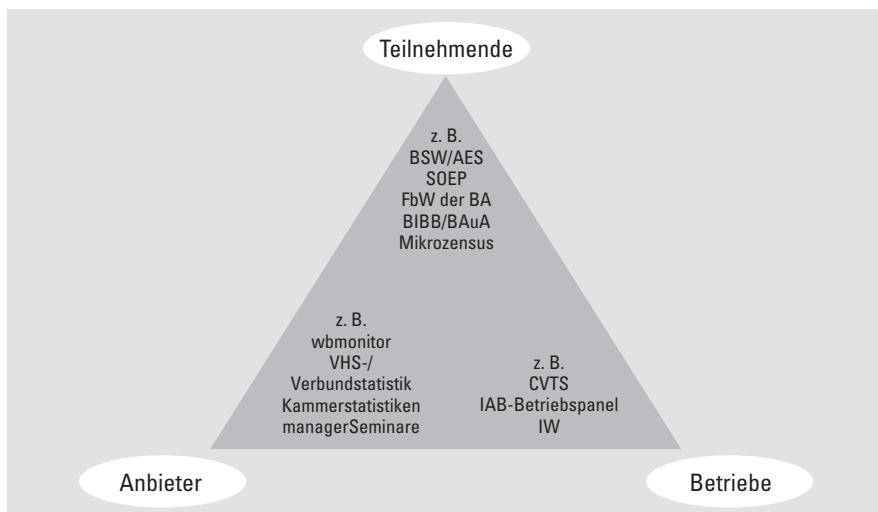 Teilnehmende
z. B.
BSW/AES
SOEP
FbW der BA
BIBB/BAuA
Mikrozensus
z. B.
wbmonitor
VHS-/
Verbundstatistik
Kammerstatistiken
managerSeminare
z. B.
CVTS
IAB-Betriebspanel
IW
Anbieter
Betriebe